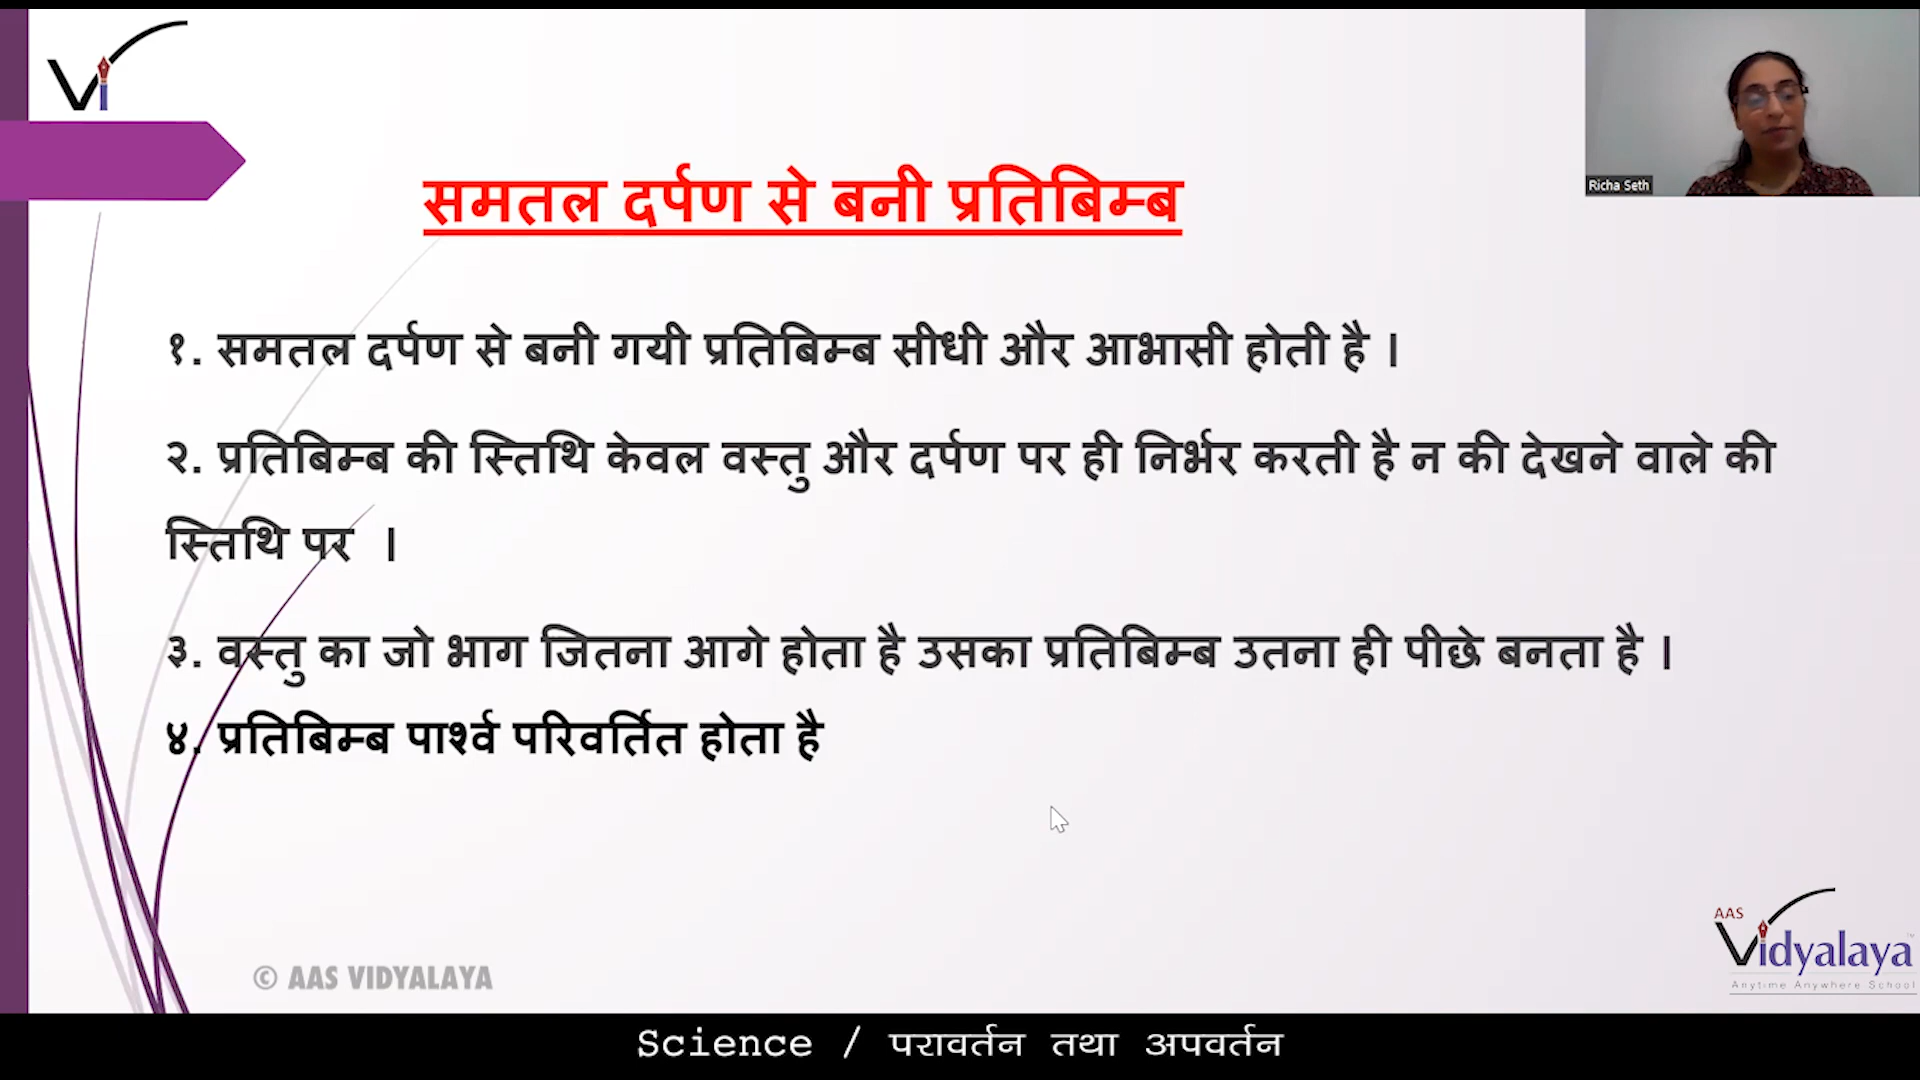 Vi
Richa Seth
समतल दर्पण से बनी प्रतिबिम्ब
१. समतल दर्पण से बनी गयी प्रतिबिम्ब सीधी और आभासी होती है ।
२. प्रतिबिम्ब की स्तिथि केवल वस्तु और दर्पण पर ही निर्भर करती है न की देखने वाले की
स्तिथि पर ।
३. वस्तु का जो भाग जितना आगे होता है उसका प्रतिबिम्ब उतना ही पीछे बनता है ।
४. प्रतिबिम्ब पार्श्व परिवर्तित होता है
AAS
Vidyalaya
Anytime Anywhere School
© AAS VIDYALAYA
Science / परावर्तन तथा अपवर्तन